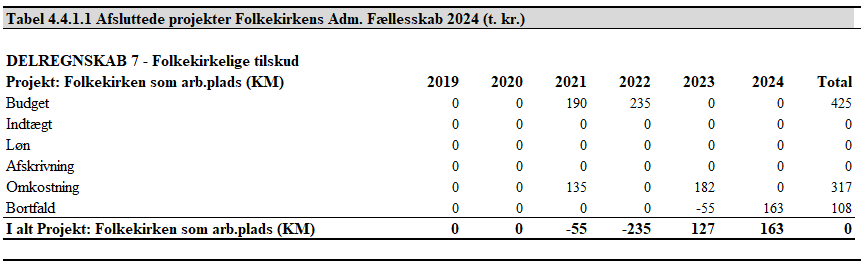 Tabel 4.4.1.1 Afsluttede projekter Folkekirkens Adm. Fællesskab 2024 (t. kr.)
DELREGNSKAB 7 - Folkekirkelige tilskud
Projekt: Folkekirken som arb.plads (KM) 2019 2020 2021 2022 2023 2024 Total
Budget 0 0 190 235 0 0 425
Indtægt 0 0 0 0 0 0 0
Løn 0 0 0 0 0 0 0
Afskrivning 0 0 0 0 0 0 0
Omkostning 0 0 135 0 182 0 317
Bortfald 0 0 0 0 -55 163 108
I alt Projekt: Folkekirken som arb.plads (KM) 0 0 -55 -235 127 163 0